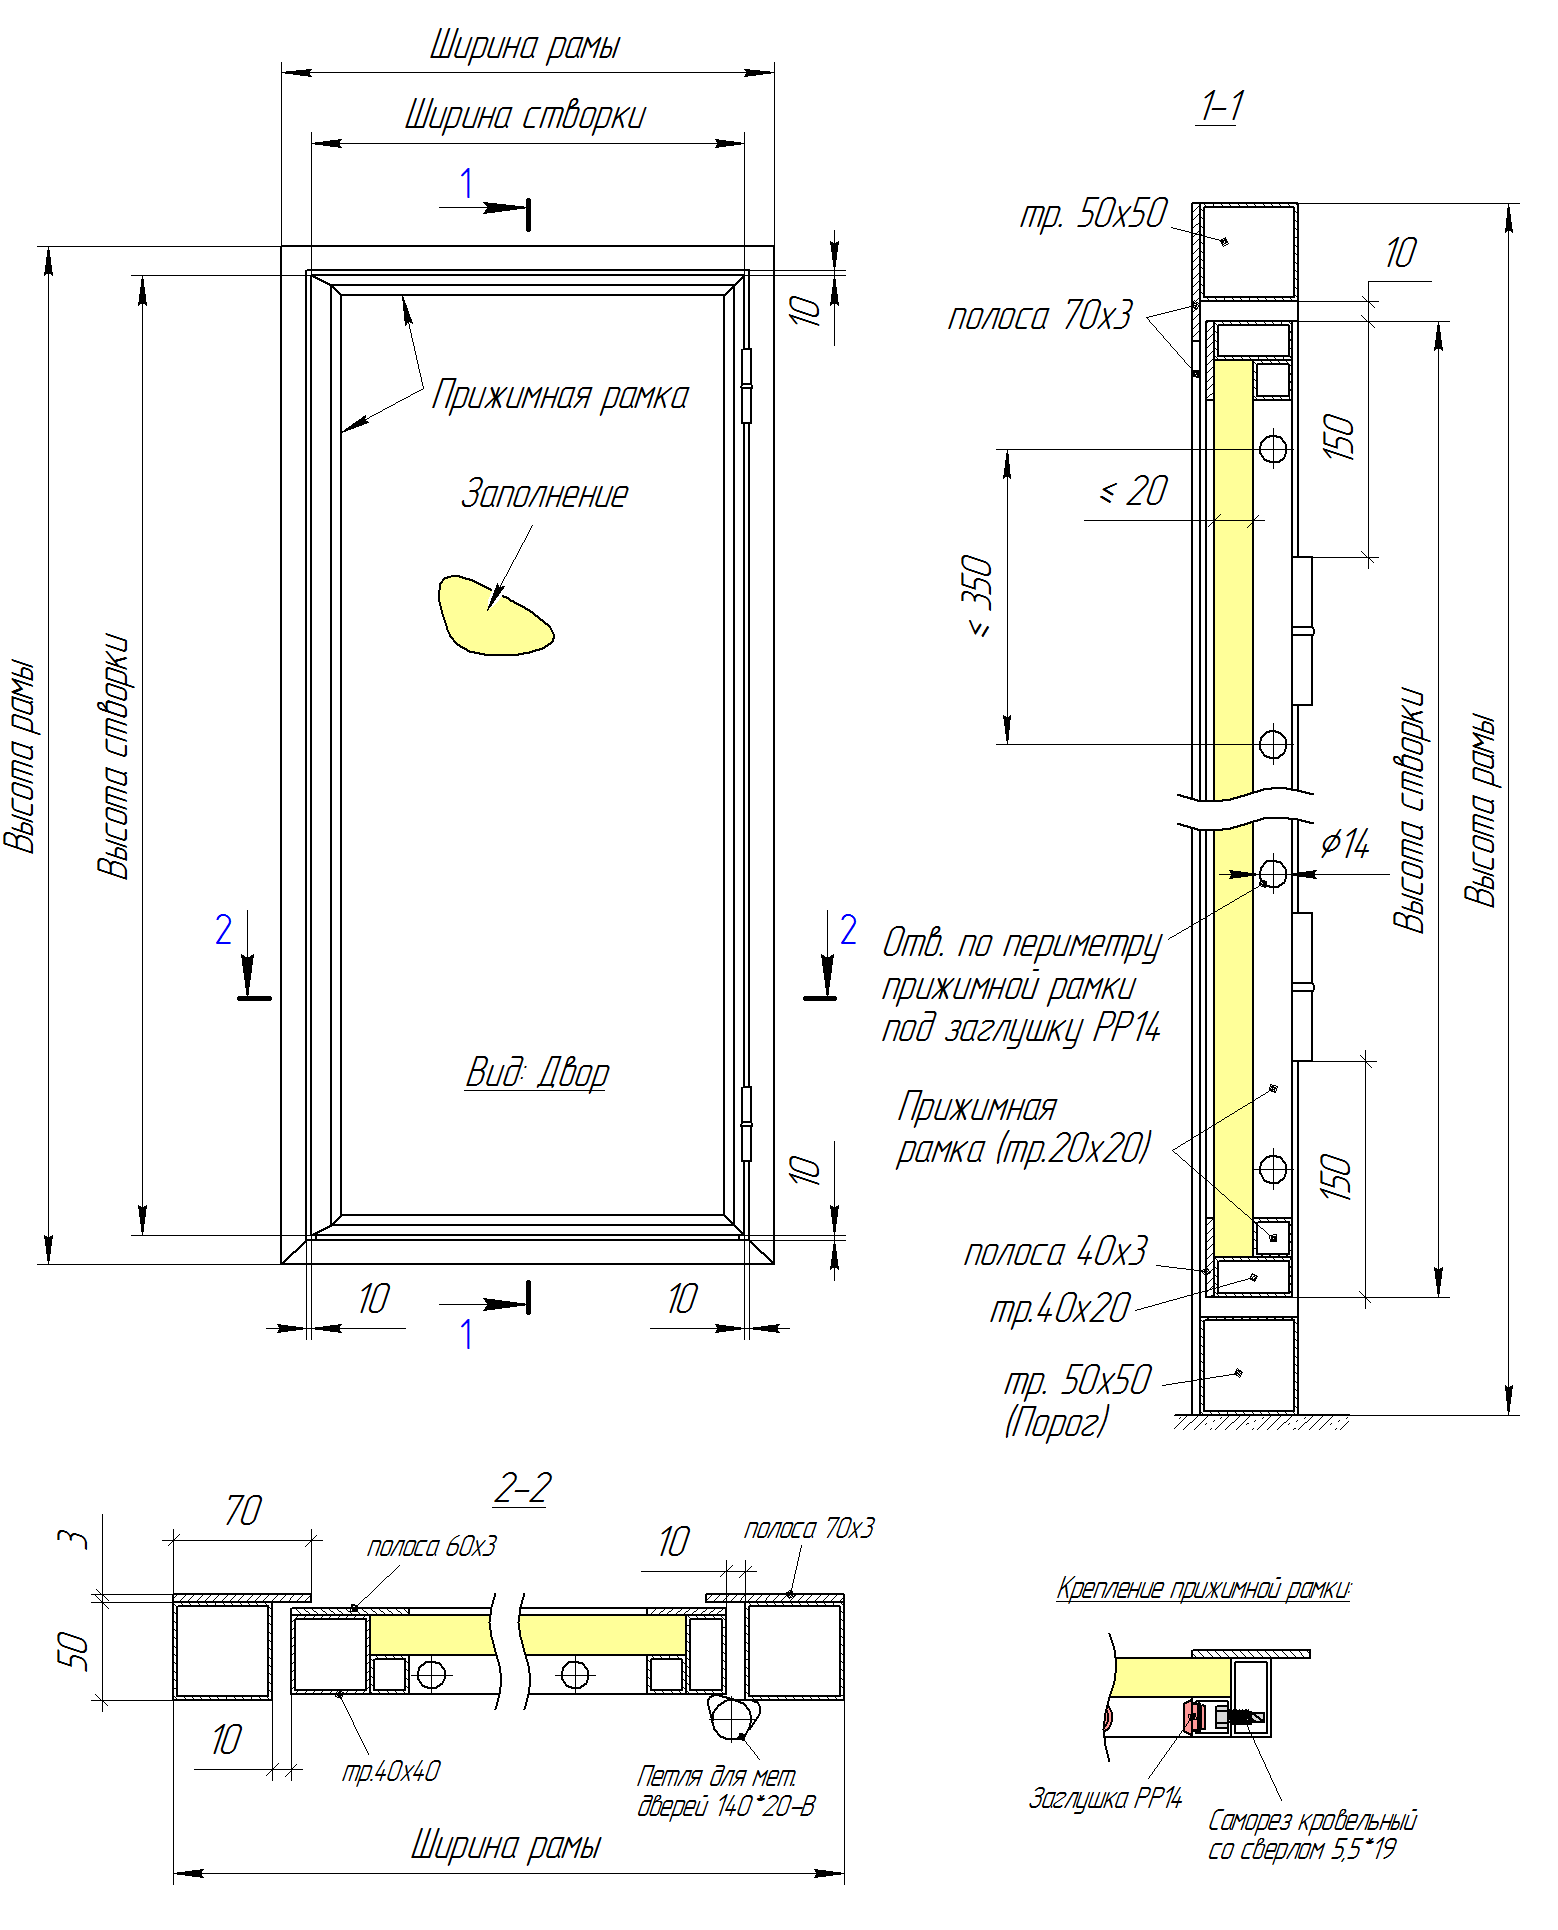 Ширина рамы
Ширина створки
1
10
Прижимная рамка
Заполнение
Высота рамы
Высота створки
2
2
Вид: Двор
10
10
10
1
1-1
тр. 50х50
10
полоса 70х3
150
≤ 20
≤ 350
ϕ14
Высота створки
Высота рамы
Отв. по периметру
прижимной рамки
под заглушку РР14
Прижимная
рамка (тр.20х20)
150
полоса 40х3
тр.40х20
тр. 50х50
(Порог)
2-2
70
3
полоса 60х3
10
полоса 70х3
50
10
тр.40х40
Петля для мет.
дверей 140*20-В
Ширина рамы
Крепление прижимной рамки:
Заглушка РР14
Саморез кровельный
со сверлом 5,5*19